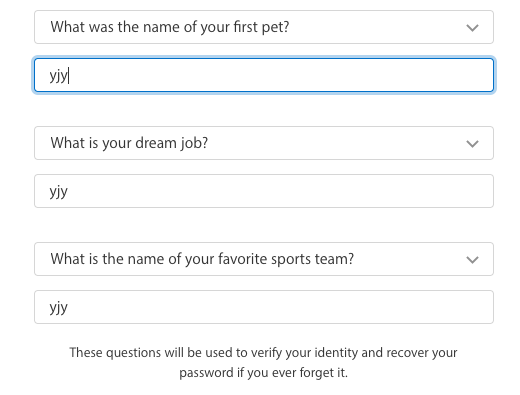 What was the name of your first pet?
yjy
What is your dream job?
yjy
What is the name of your favorite sports team?
yjy
These questions will be used to verify your identity and recover your
password if you ever forget it.